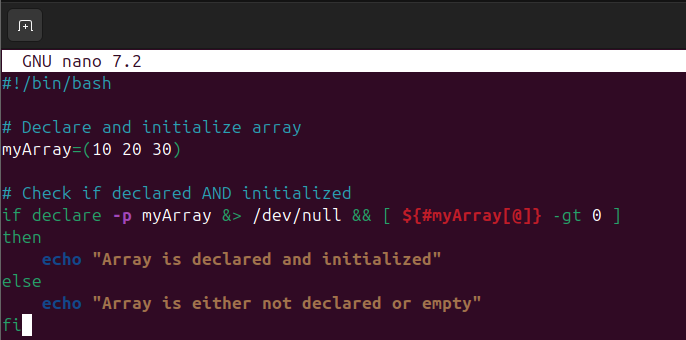 GNU nano 7.2
#!/bin/bash
# Declare and initialize array
myArray=(10 20 30)
# Check if declared AND initialized
if declare -p myArray &> /dev/null && [ ${#myArray[@]} -gt 0 ]
then
    echo "Array is declared and initialized"
else
    echo "Array is either not declared or empty"
fi